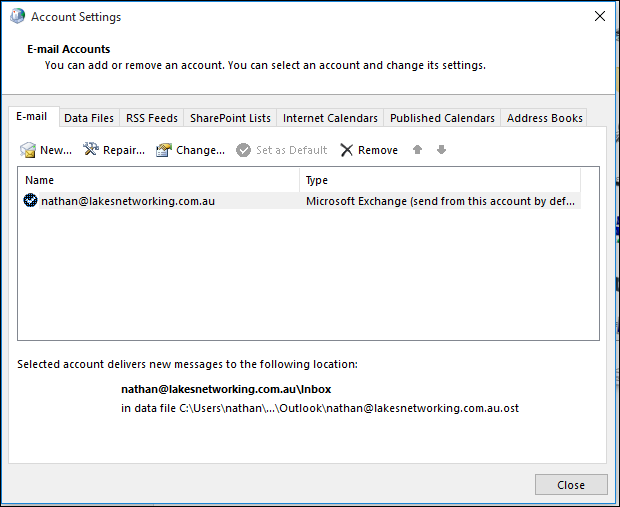 Account Settings
E-mail Accounts
You can add or remove an account. You can select an account and change its settings.
E-mail Data Files RSS Feeds SharePoint Lists Internet Calendars Published Calendars Address Books
New... Repair... Change... Set as Default Remove
Name Type
nathan@lakesnetworking.com.au Microsoft Exchange (send from this account by def...
Selected account delivers new messages to the following location:
nathan@lakesnetworking.com.au\Inbox
in data file C:\Users\nathan\...\Outlook\nathan@lakesnetworking.com.au.ost
Close